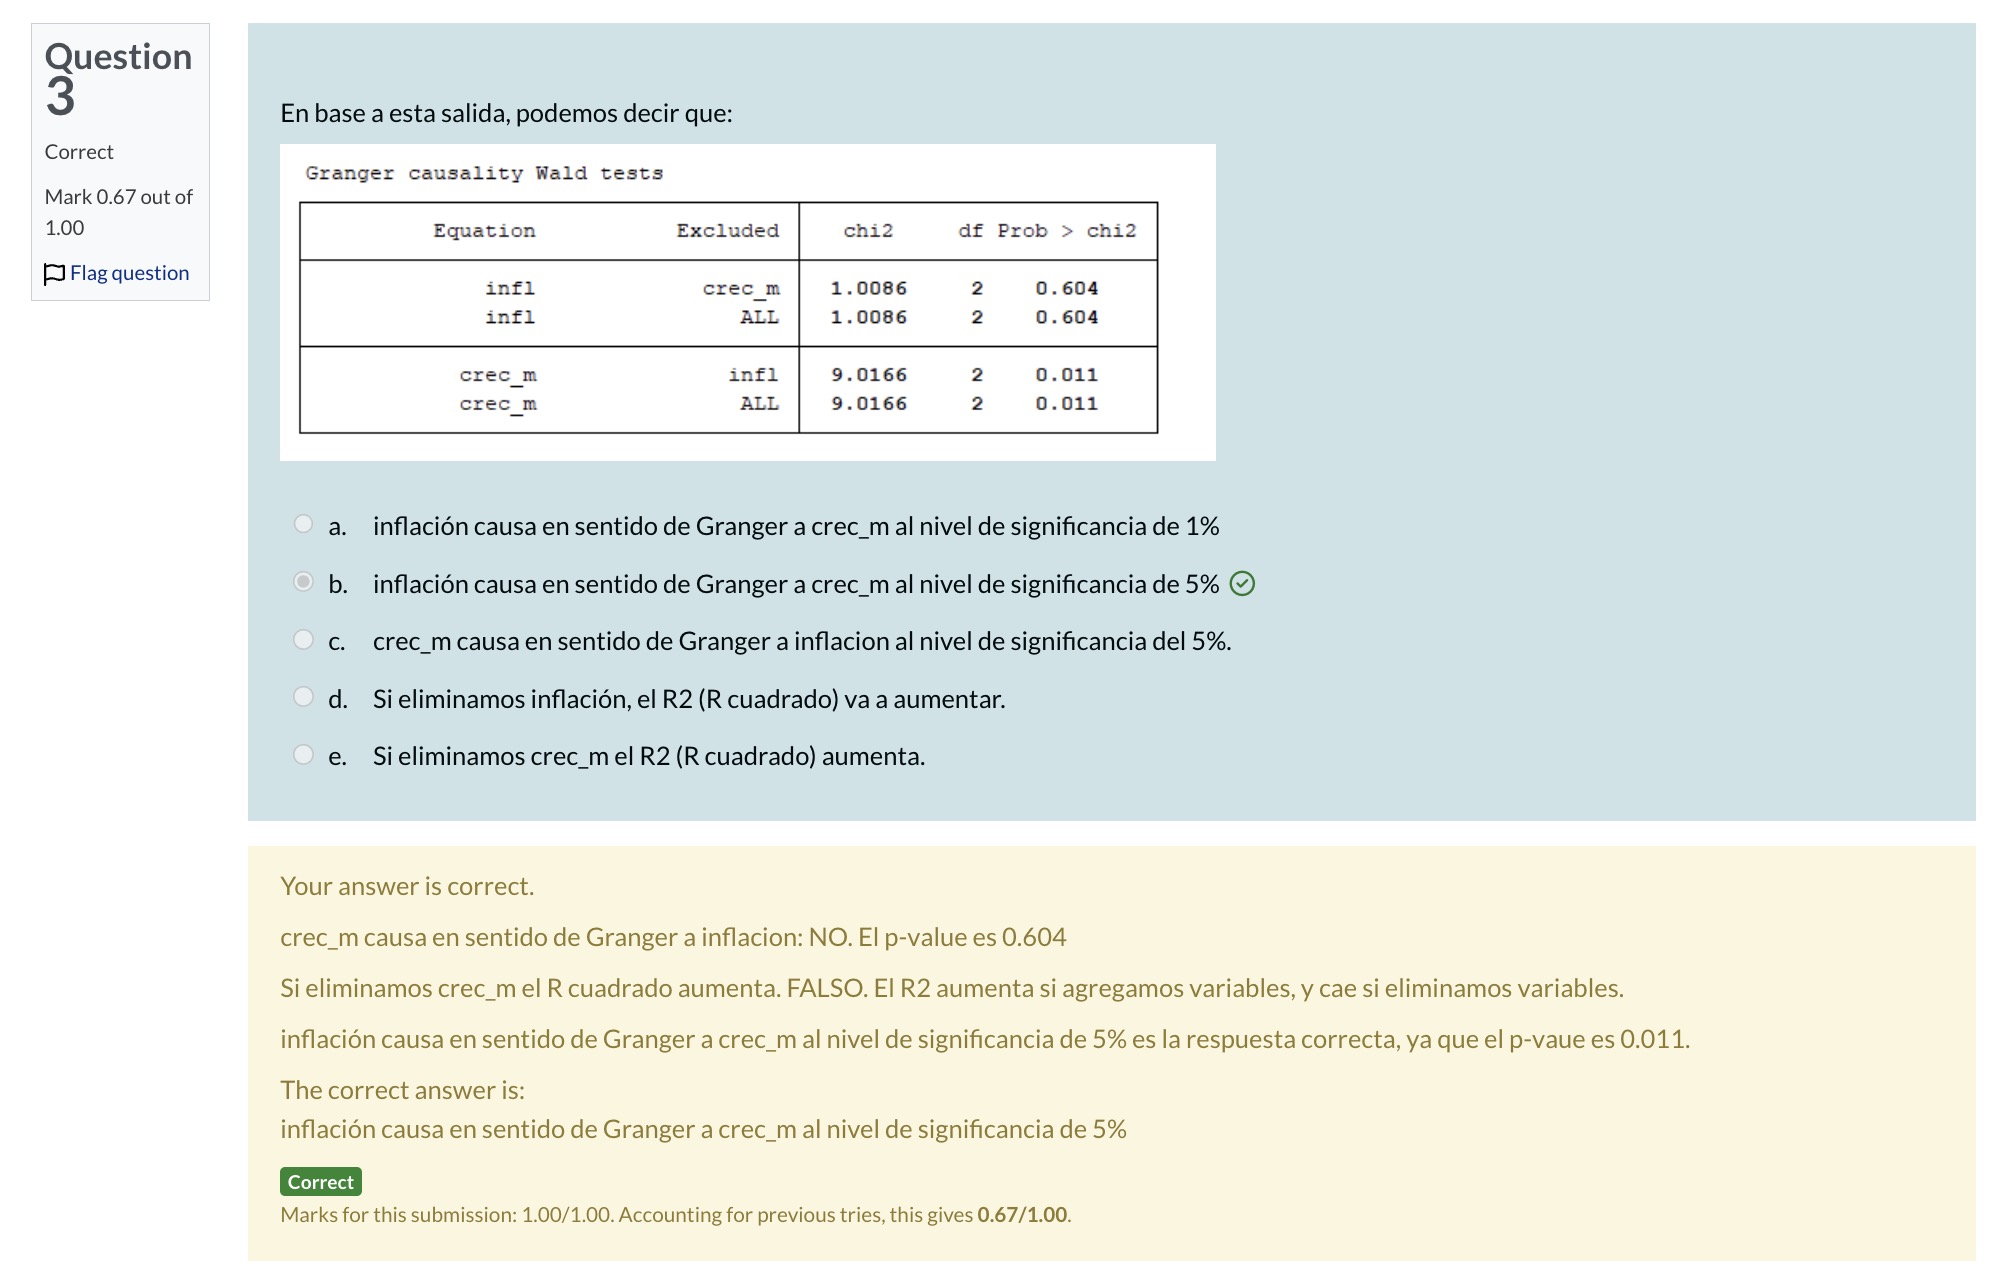 Question
3
Correct
Mark 0.67 out of
1.00
Flag question
En base a esta salida, podemos decir que:
Granger causality Wald tests
Equation Excluded chi2 df Prob > chi2
infl crec_m 1.0086 2 0.604
infl ALL 1.0086 2 0.604
crec_m infl 9.0166 2 0.011
crec_m ALL 9.0166 2 0.011
a. inflación causa en sentido de Granger a crec_m al nivel de significancia de 1%
b. inflación causa en sentido de Granger a crec_m al nivel de significancia de 5%
c. crec_m causa en sentido de Granger a inflacion al nivel de significancia del 5%.
d. Si eliminamos inflación, el R2 (R cuadrado) va a aumentar.
e. Si eliminamos crec_m el R2 (R cuadrado) aumenta.
Your answer is correct.
crec_m causa en sentido de Granger a inflacion: NO. El p-value es 0.604
Si eliminamos crec_m el R cuadrado aumenta. FALSO. El R2 aumenta si agregamos variables, y cae si eliminamos variables.
inflación causa en sentido de Granger a crec_m al nivel de significancia de 5% es la respuesta correcta, ya que el p-vaue es 0.011.
The correct answer is:
inflación causa en sentido de Granger a crec_m al nivel de significancia de 5%
Correct
Marks for this submission: 1.00/1.00. Accounting for previous tries, this gives 0.67/1.00.